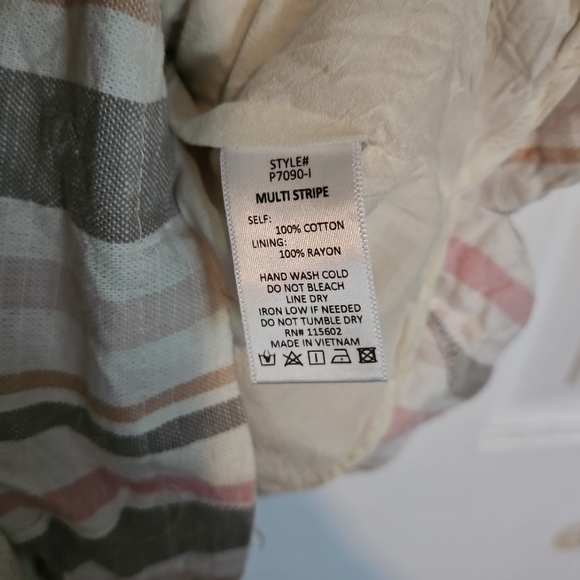 STYLE#
P7090-I
MULTI STRIPE
SELF:
100% COTTON
LINING:
100% RAYON
HAND WASH COLD
DO NOT BLEACH
LINE DRY
IRON LOW IF NEEDED
DO NOT TUMBLE DRY
RN# 115602
MADE IN VIETNAM